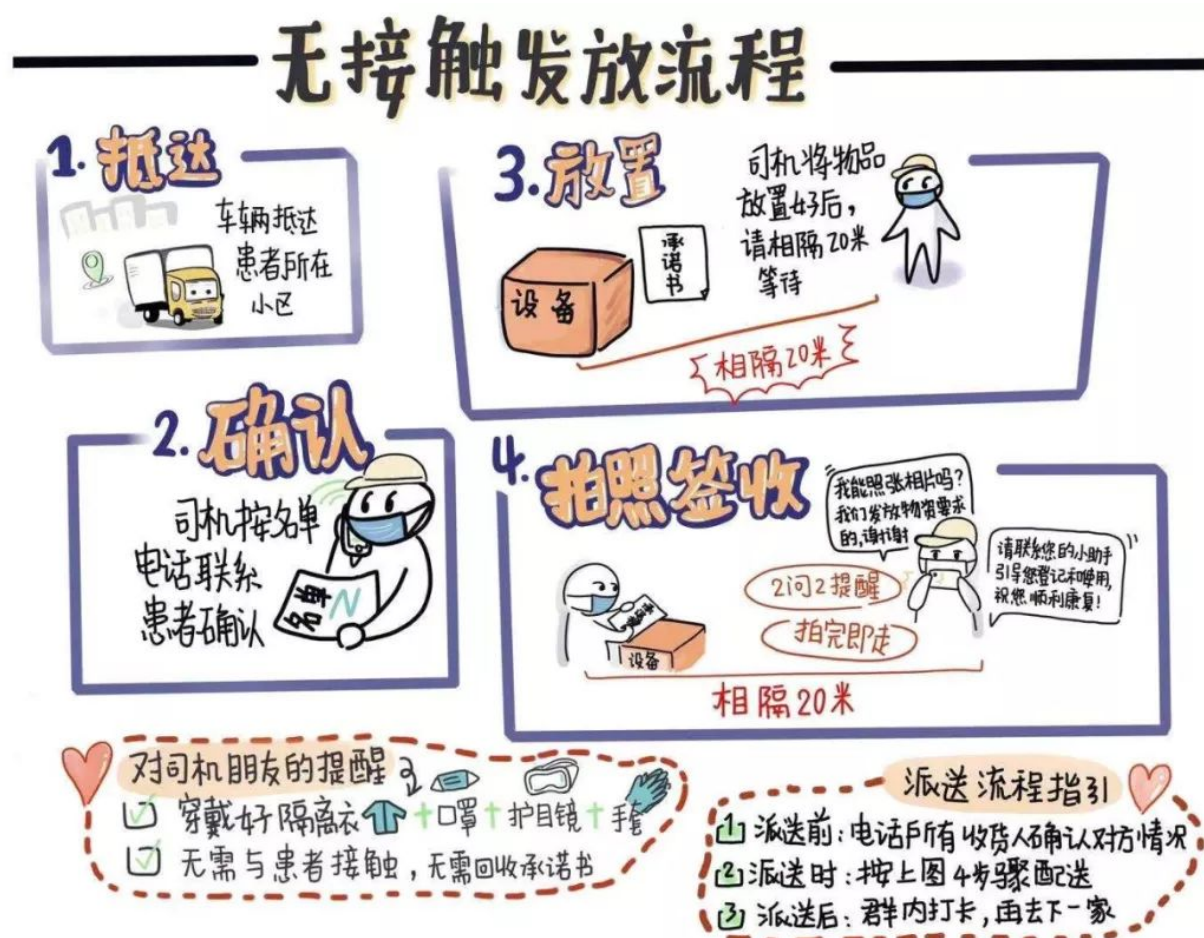 无接触发放流程
1. 抵达
车辆抵达
患者所在
小区
2. 确认
司机按名单
电话联系
患者确认
名单
3. 放置
司机将物品
放置好后，
请相隔20米
等待
设备
承诺书
相隔20米
4. 拍照签收
我能照张相片吗？
我们发放物资要求
的,谢谢
2问2提醒
拍完即走
请联系您的小助手
引导您登记和使用,
祝您顺利康复！
设备
相隔20米
对司机朋友的提醒
穿戴好隔离衣+口罩+护目镜+手套
无需与患者接触，无需回收承诺书
派送流程指引
1 派送前：电话所有收货人确认对方情况
2 派送时：按上图4步骤配送
3 派送后：群内打卡，再去下一家